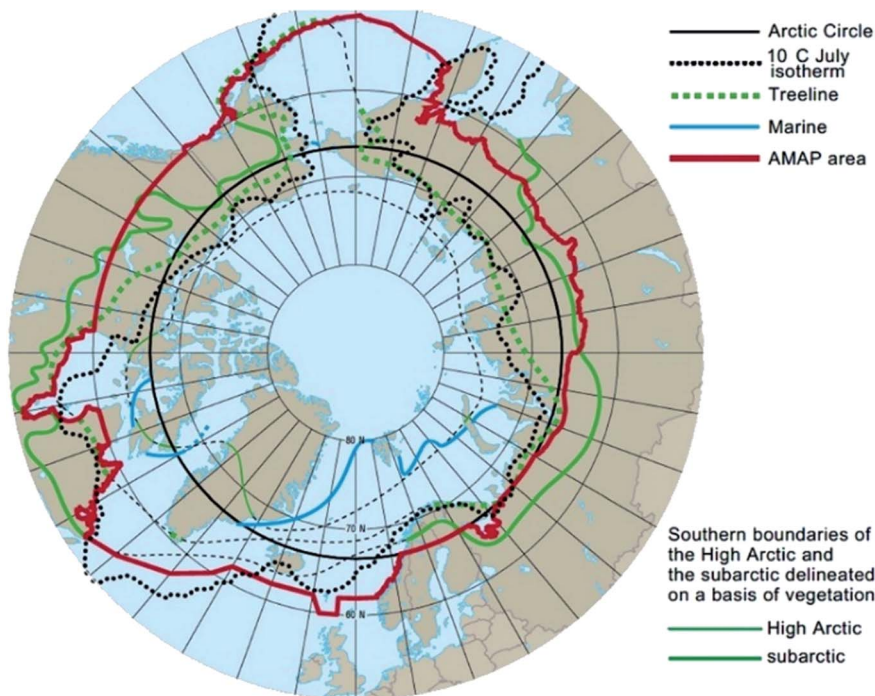 Arctic Circle
10 C July
isotherm
Treeline
Marine
AMAP area
80 N
70 N
60 N
Southern boundaries of
the High Arctic and
the subarctic delineated
on a basis of vegetation
High Arctic
subarctic